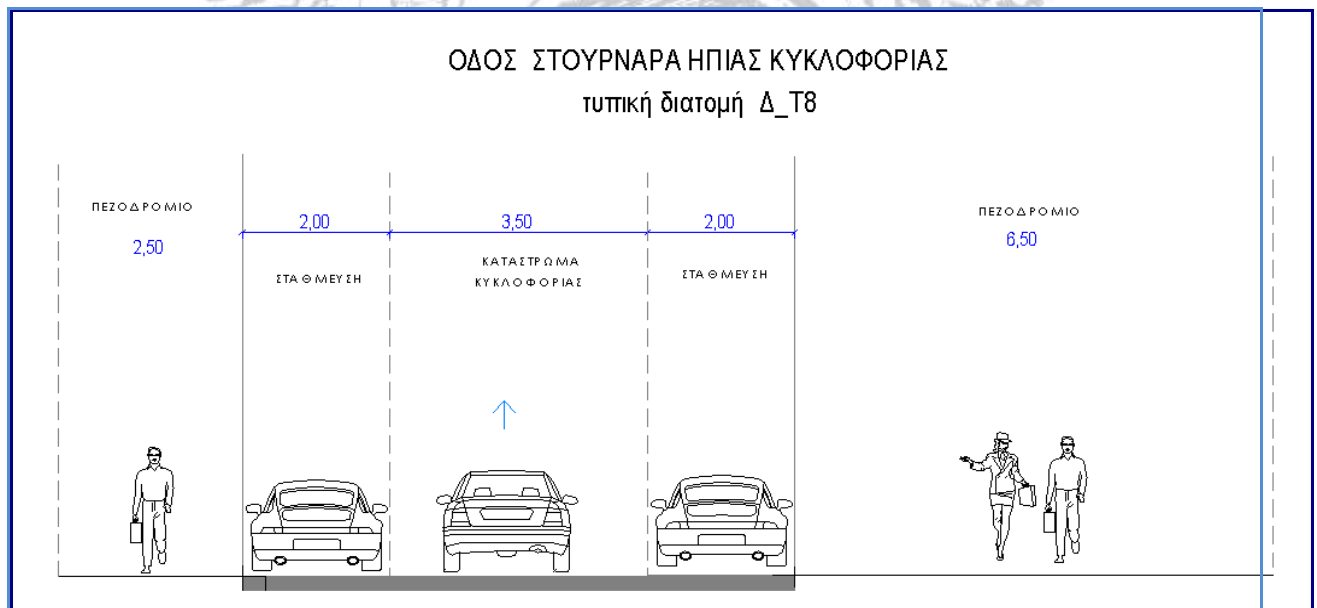 ΟΔΟΣ ΣΤΟΥΡΝΑΡΑ ΗΠΙΑΣ ΚΥΚΛΟΦΟΡΙΑΣ
τυπική διατομή Δ_Τ8
ΠΕΖΟΔΡΟΜΙΟ
2,50
2,00
3,50
2,00
ΠΕΖΟΔΡΟΜΙΟ
6,50
ΣΤΑΘΜΕΥΣΗ
ΚΑΤΑΣΤΡΩΜΑ
ΚΥΚΛΟΦΟΡΙΑΣ
ΣΤΑΘΜΕΥΣΗ